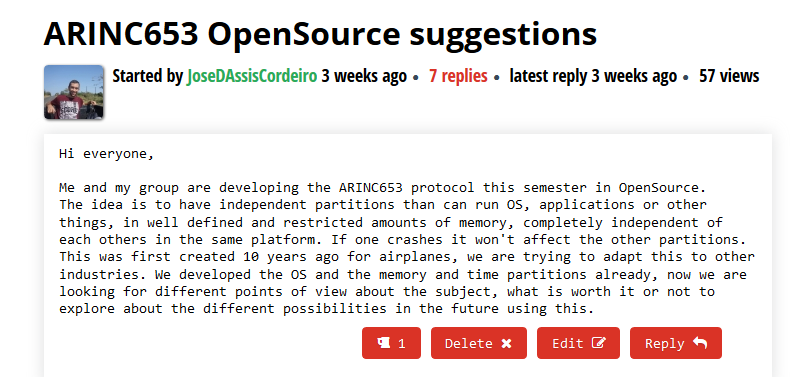 ARINC653 OpenSource suggestions
Started by JoseDAssisCordeiro 3 weeks ago • 7 replies • latest reply 3 weeks ago • 57 views
Hi everyone,
Me and my group are developing the ARINC653 protocol this semester in OpenSource.
The idea is to have independent partitions than can run OS, applications or other
things, in well defined and restricted amounts of memory, completely independent of
each others in the same platform. If one crashes it won't affect the other partitions.
This was first created 10 years ago for airplanes, we are trying to adapt this to other
industries. We developed the OS and the memory and time partitions already, now we are
looking for different points of view about the subject, what is worth it or not to
explore about the different possibilities in the future using this.
1 Delete Edit Reply